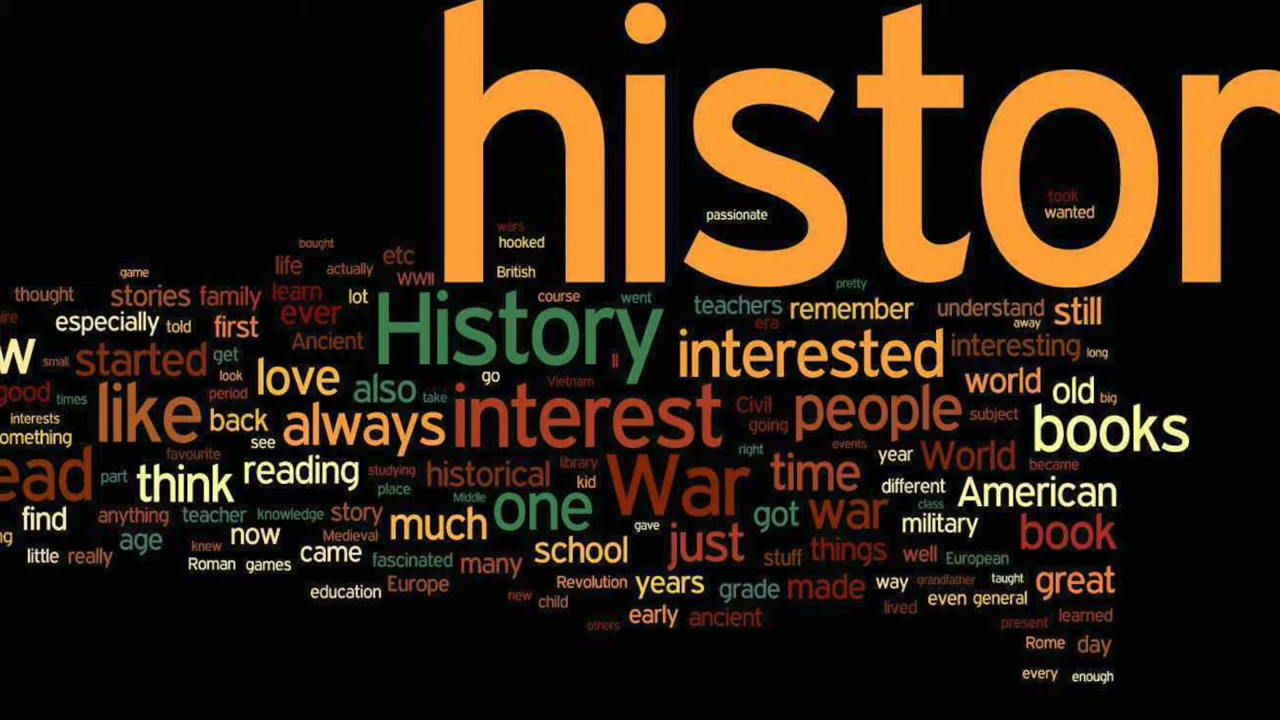 histor
took
passionate
wanted
wars
bought
hooked
etc
life
actually
British
game
WWII
pretty
thought
stories
family
learn
lot
course
went
teachers
remember
understand
still
ire
especially
told
first
ever
History
era
away
Ancient
w
small
started
get
II
interested
interesting
long
look
love
go
Vietnam
world
old
big
good
times
like
period
also
take
interest
Civil
people
subject
books
interests
back
always
going
omething
see
right
events
year
World
became
favourite
ead
part
think
reading
studying
historical
library
kid
War
time
different
American
place
Middle
one
class
find
anything
teacher
knowledge
story
much
gave
got
war
military
book
ng
age
knew
now
Medieval
came
school
just
stuff
things
well
European
little
really
Roman
games
fascinated
many
education
Europe
Revolution
years
grade
made
way
grandfather
taught
great
new
child
lived
even
general
others
early
ancient
present
learned
Rome
day
every
enough